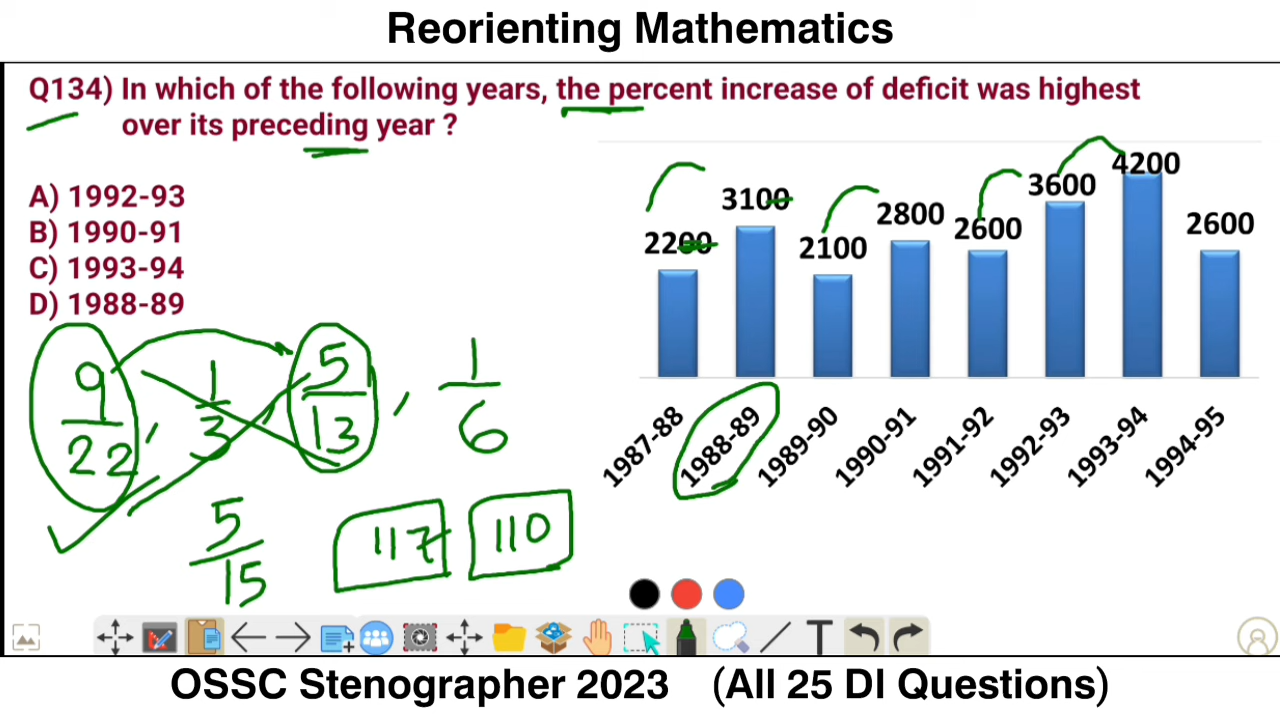 Reorienting Mathematics
Q134) In which of the following years, the percent increase of deficit was highest
over its preceding year ?
A) 1992-93
B) 1990-91
C) 1993-94
D) 1988-89
2200 3100 2100 2800 2600 3600 4200 2600
1987-88 1988-89 1989-90 1990-91 1991-92 1992-93 1993-94 1994-95
9/22, 1/3 5/13, 1/6
5/15 117 110
T
OSSC Stenographer 2023 (All 25 DI Questions)